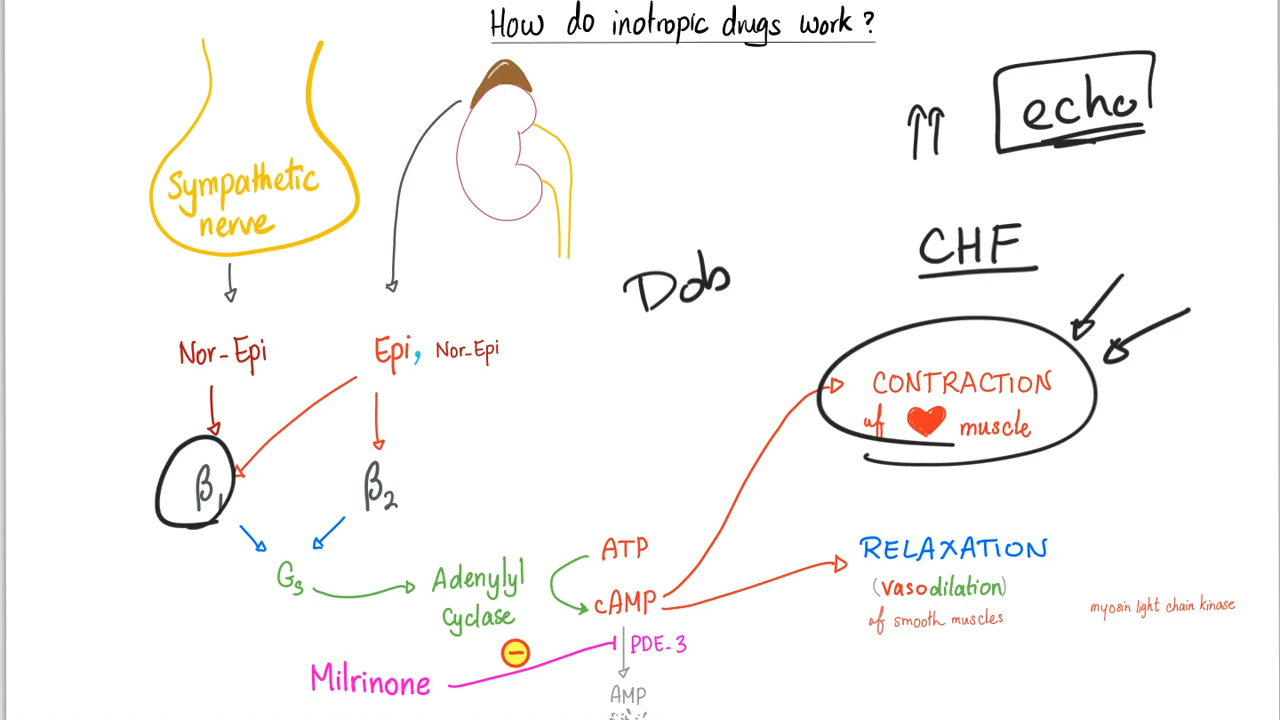 How do inotropic drugs work?
echo
Sympathetic
nerve
CHF
Dob
Nor-Epi
Epi, Nor-Epi
CONTRACTION
of muscle
β1
β2
Gs
Adenylyl
cyclase
ATP
cAMP
RELAXATION
(vasodilation)
of smooth muscles
myosin light chain kinase
PDE-3
Milrinone
AMP